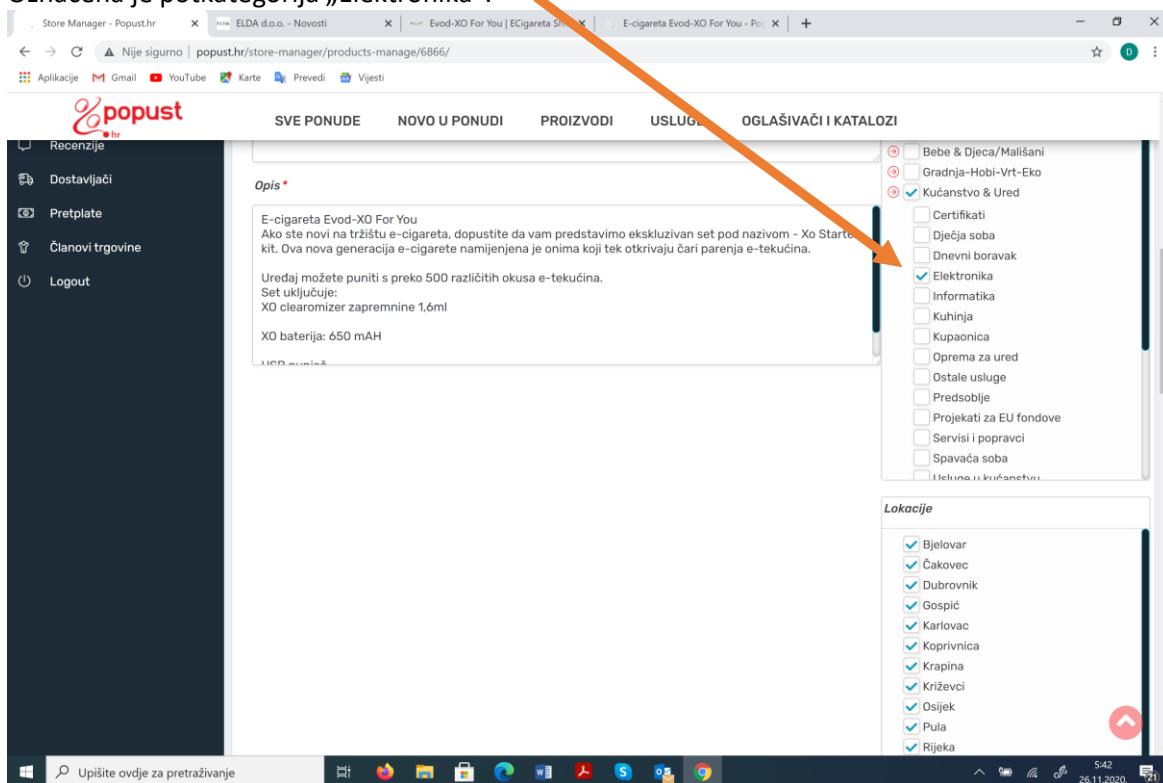 Označena je potkategorija „Elektronika“.
Store Manager - Popust.hr
ELDA d.o.o. - Novosti
Evod-XO For You | ECigareta Sh
E-cigareta Evod-XO For You - Po
Nije sigurno | popust.hr/store-manager/products-manage/6866/
Aplikacije Gmail YouTube Karte Prevedi Vijesti
popust
hr
SVE PONUDE NOVO U PONUDI PROIZVODI USLUGE OGLAŠIVAČI I KATALOZI
Recenzije
Dostavljači
Pretplate
Članovi trgovine
Logout
Opis *
E-cigareta Evod-XO For You
Ako ste novi na tržištu e-cigareta, dopustite da vam predstavimo ekskluzivan set pod nazivom - Xo Starte
kit. Ova nova generacija e-cigarete namijenjena je onima koji tek otkrivaju čari parenja e-tekućina.
Uređaj možete puniti s preko 500 različitih okusa e-tekućina.
Set uključuje:
XO clearomizer zapremnine 1,6ml
XO baterija: 650 mAH
USB punjač
Bebe & Djeca/Mališani
Gradnja-Hobi-Vrt-Eko
Kućanstvo & Ured
Certifikati
Dječja soba
Dnevni boravak
Elektronika
Informatika
Kuhinja
Kupaonica
Oprema za ured
Ostale usluge
Predsoblje
Projekati za EU fondove
Servisi i popravci
Spavaća soba
Usluge u kućanstvu
Lokacije
Bjelovar
Čakovec
Dubrovnik
Gospić
Karlovac
Koprivnica
Krapina
Križevci
Osijek
Pula
Rijeka
Upišite ovdje za pretraživanje
5:42
26.11.2020.
21